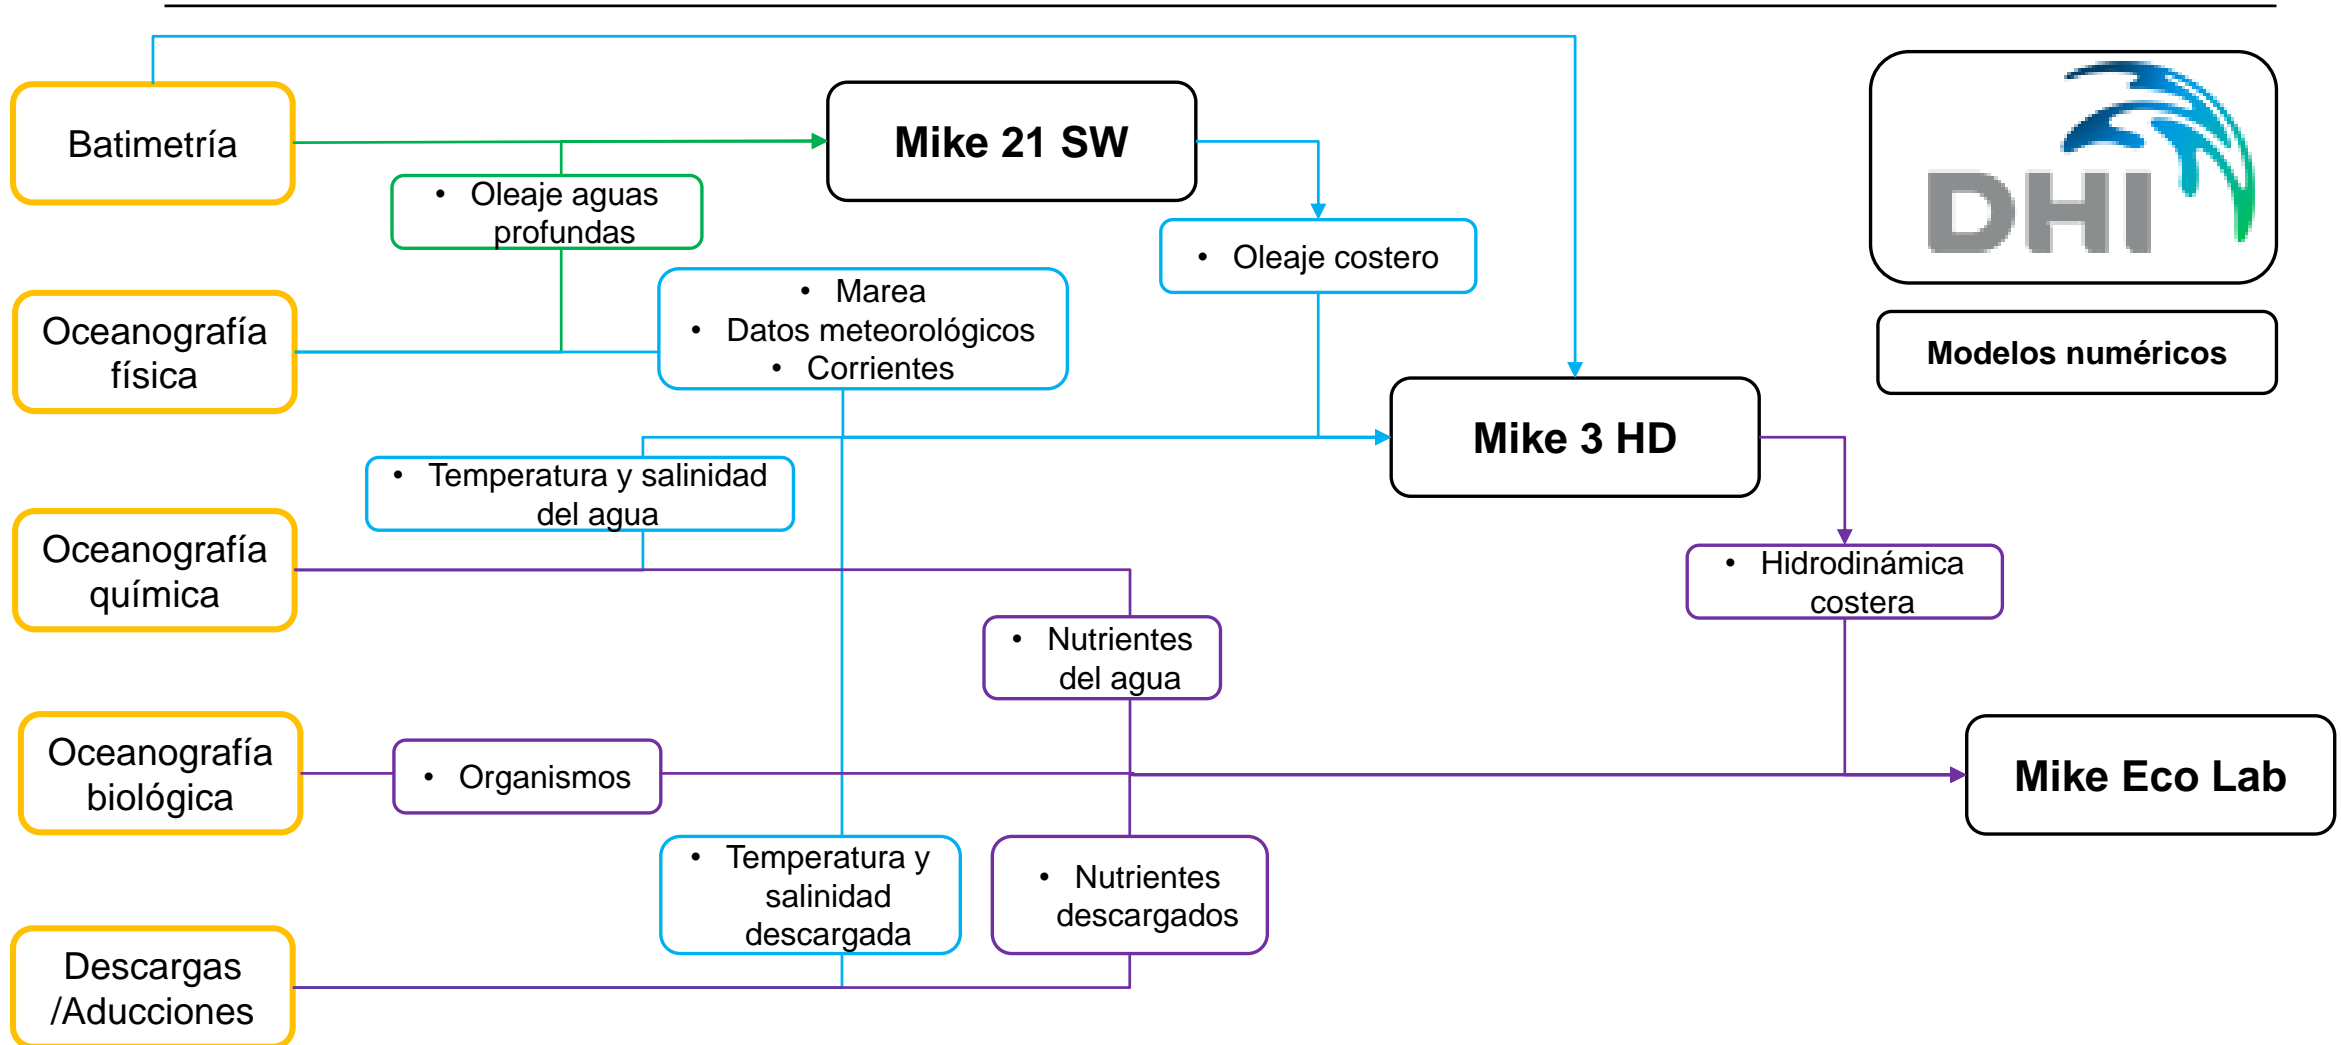 Batimetría
Mike 21 SW
DHI
• Oleaje aguas
profundas
• Oleaje costero
Oceanografía
física
• Marea
• Datos meteorológicos
• Corrientes
Modelos numéricos
Mike 3 HD
• Temperatura y salinidad
del agua
Oceanografía
química
• Hidrodinámica
costera
• Nutrientes
del agua
Oceanografía
biológica
• Organismos
Mike Eco Lab
• Temperatura y
salinidad
descargada
• Nutrientes
descargados
Descargas
/Aducciones